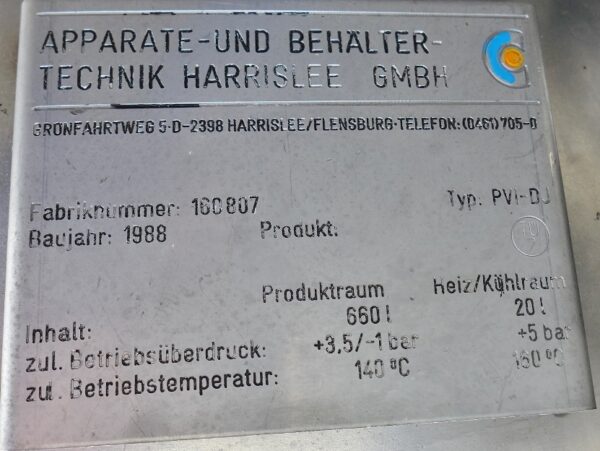 APPARATE-UND BEHÄLTER-
TECHNIK HARRISLEE GMBH
GRÖNFAHRTWEG 5·D-2398 HARRISLEE/FLENSBURG·TELEFON:(0461) 705-0
Fabriknummer: 160807 Typ: PVI-DJ
Baujahr: 1988 Produkt:
Produktraum Heiz/Kühlraum
Inhalt: 660 l 20 l
zul. Betriebsüberdruck: +3,5/-1 bar +5 bar
zul. Betriebstemperatur: 140 °C 160 °C